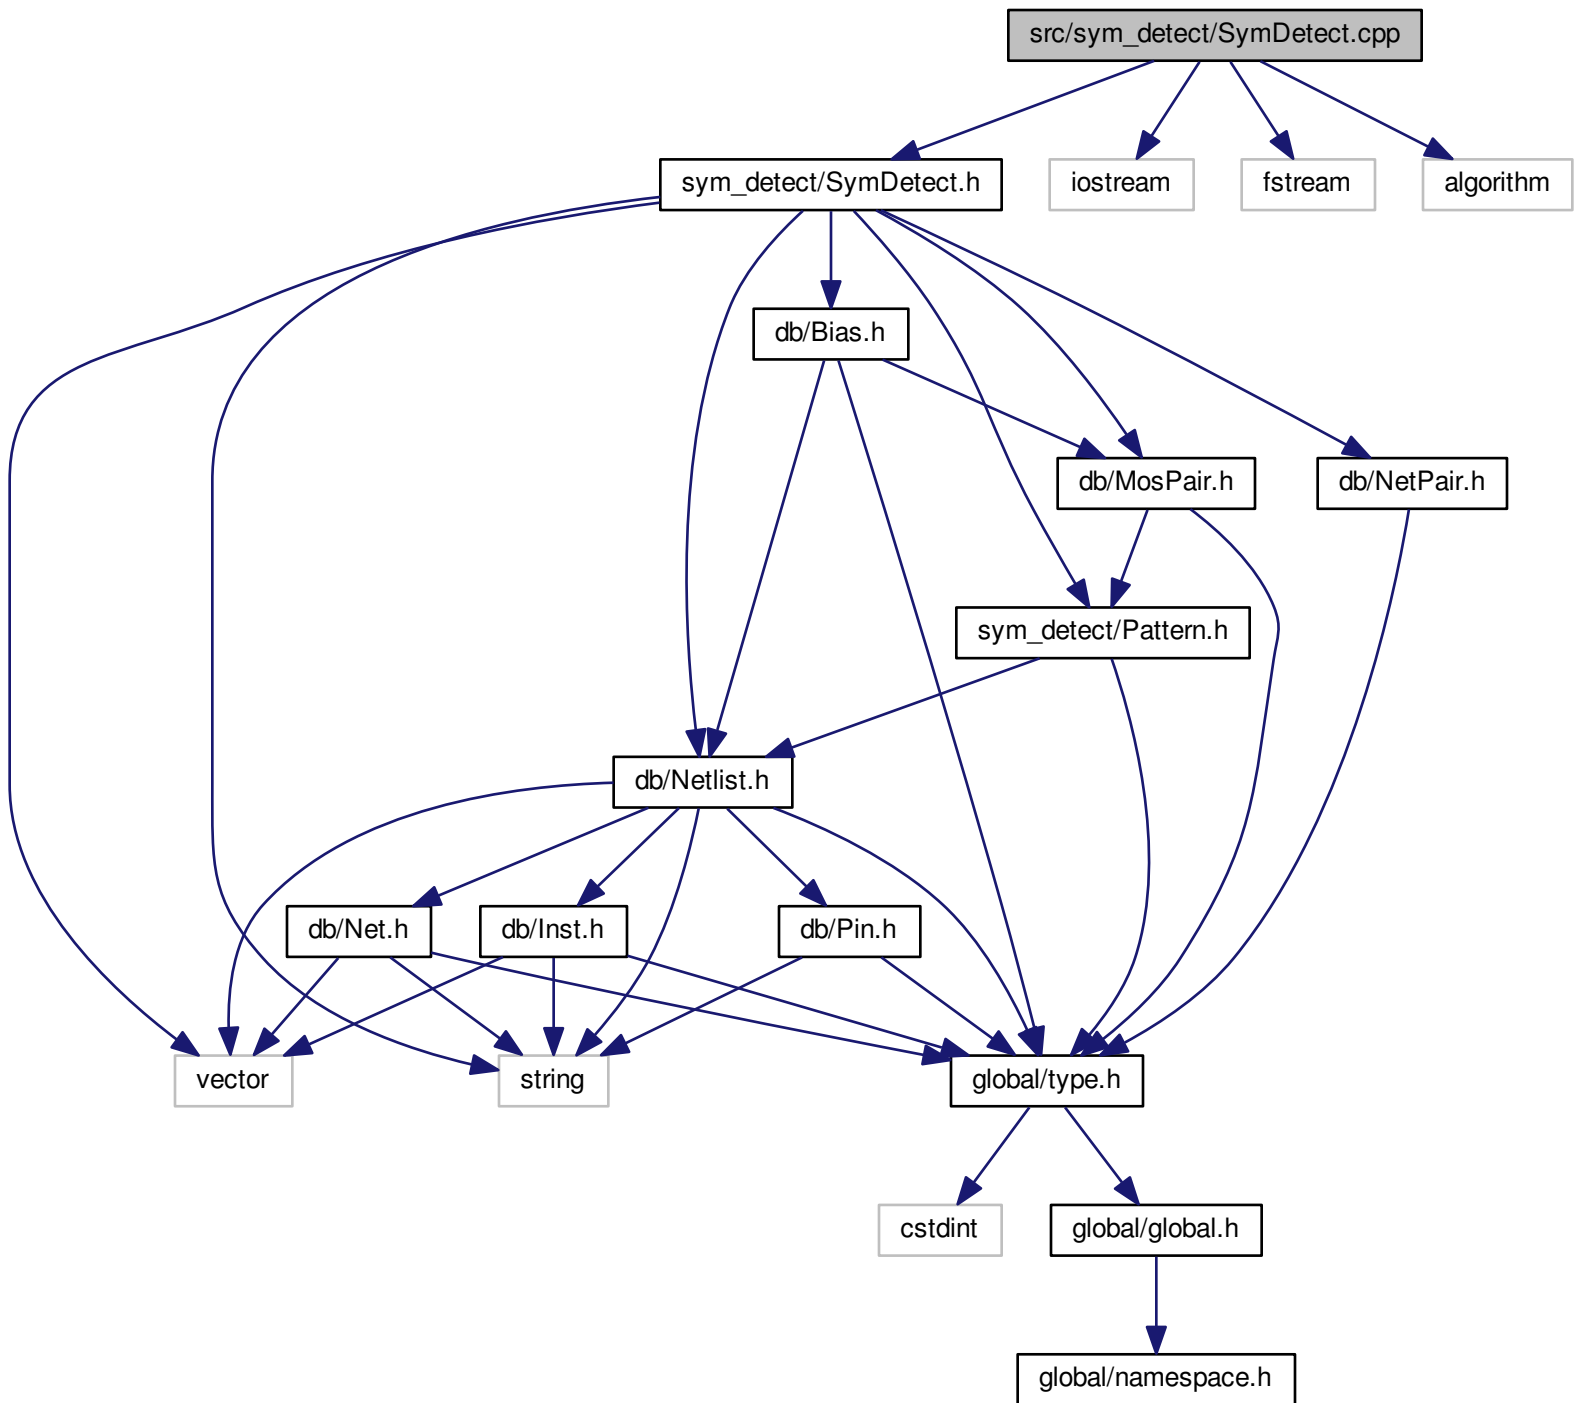 src/sym_detect/SymDetect.cpp
sym_detect/SymDetect.h
iostream
fstream
algorithm
db/Bias.h
db/MosPair.h
db/NetPair.h
sym_detect/Pattern.h
db/Netlist.h
db/Net.h
db/Inst.h
db/Pin.h
vector
string
global/type.h
cstdint
global/global.h
global/namespace.h